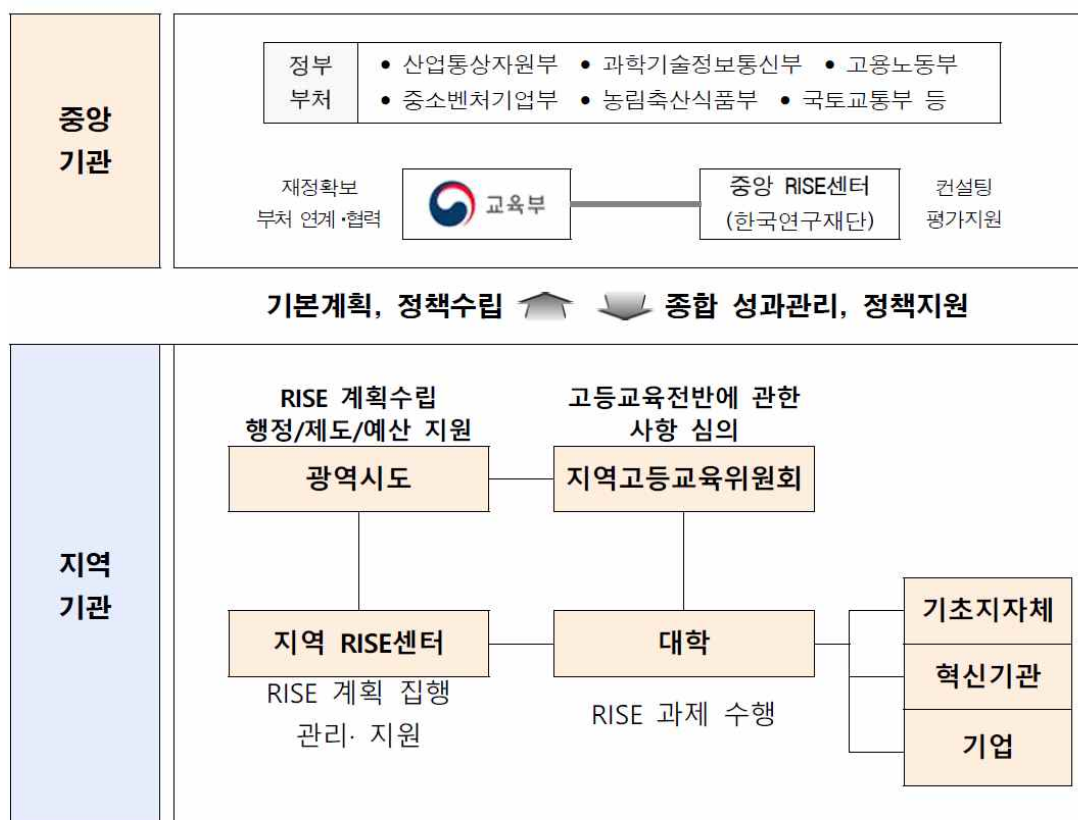 중앙
기관
정부
부처
• 산업통상자원부 • 과학기술정보통신부 • 고용노동부
• 중소벤처기업부 • 농림축산식품부 • 국토교통부 등
재정확보
부처 연계·협력
교육부
중앙 RISE센터
(한국연구재단)
컨설팅
평가지원
기본계획, 정책수립
종합 성과관리, 정책지원
지역
기관
RISE 계획수립
행정/제도/예산 지원
광역시도
고등교육전반에 관한
사항 심의
지역고등교육위원회
지역 RISE센터
RISE 계획 집행
관리· 지원
대학
RISE 과제 수행
기초지자체
혁신기관
기업